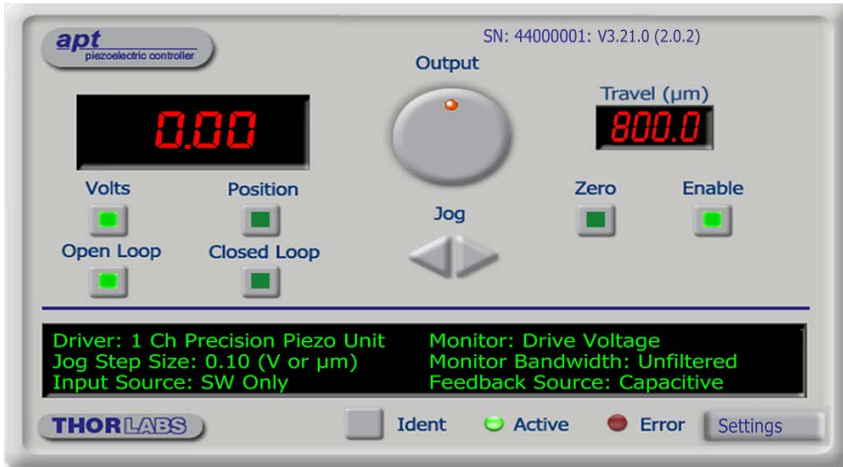 apt
piezoelectric controller
SN: 44000001: V3.21.0 (2.0.2)
Output
Travel (µm)
0.00
800.0
Volts
Position
Zero
Enable
Jog
Open Loop
Closed Loop
Driver: 1 Ch Precision Piezo Unit
Monitor: Drive Voltage
Jog Step Size: 0.10 (V or µm)
Monitor Bandwidth: Unfiltered
Input Source: SW Only
Feedback Source: Capacitive
THORLABS
Ident
Active
Error
Settings